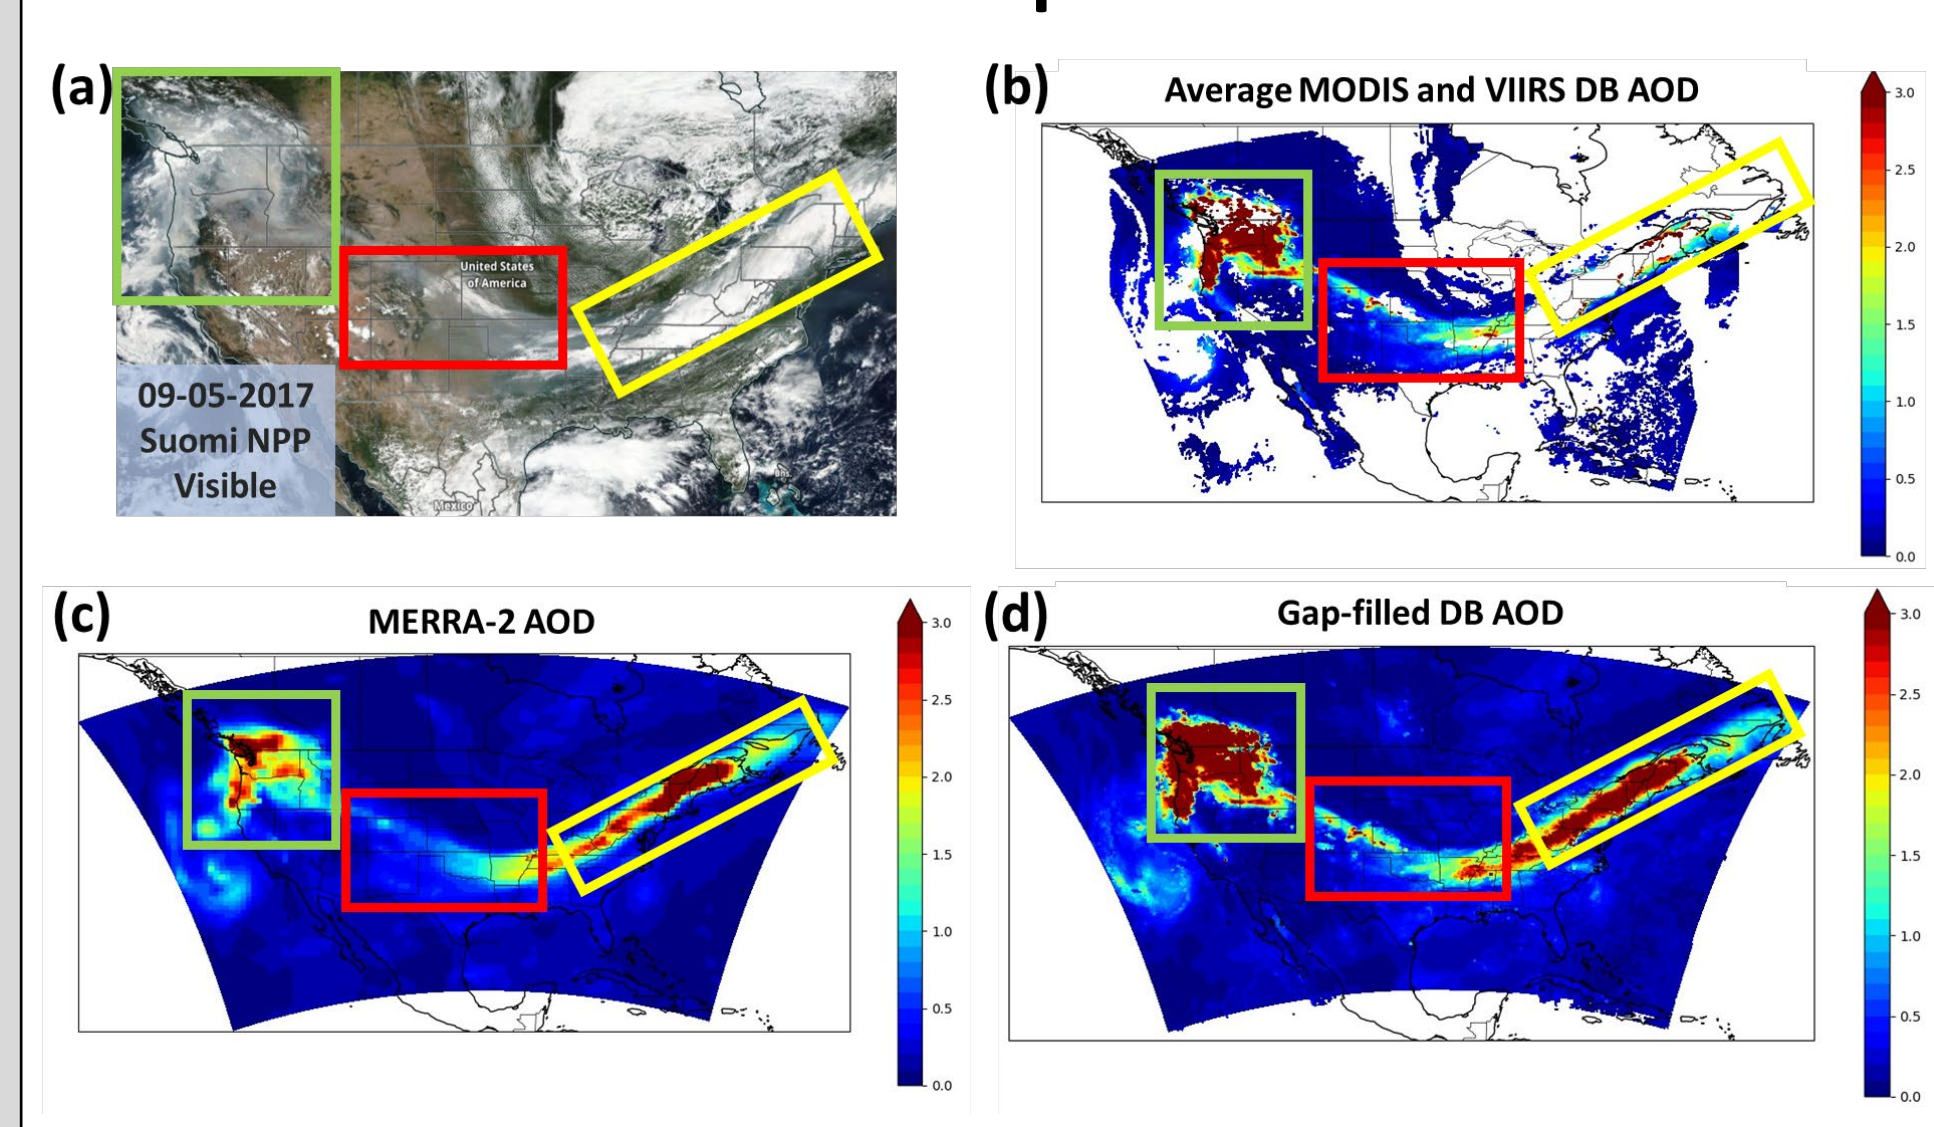 (a)
United States
of America
Mexico
09-05-2017
Suomi NPP
Visible
(b)
Average MODIS and VIIRS DB AOD
3.0
2.5
2.0
1.5
1.0
0.5
0.0
(c)
MERRA-2 AOD
3.0
2.5
2.0
1.5
1.0
0.5
0.0
(d)
Gap-filled DB AOD
3.0
2.5
2.0
1.5
1.0
0.5
0.0